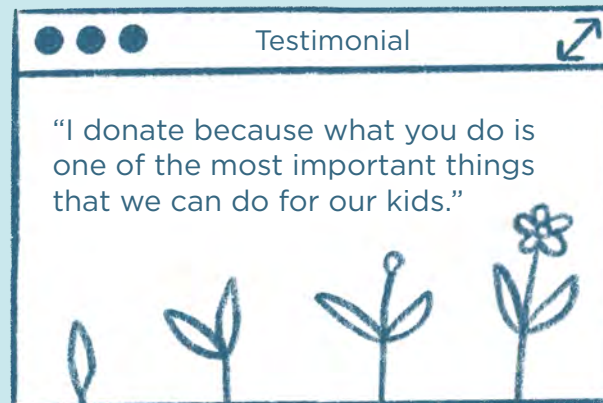 Testimonial
“I donate because what you do is
one of the most important things
that we can do for our kids.”